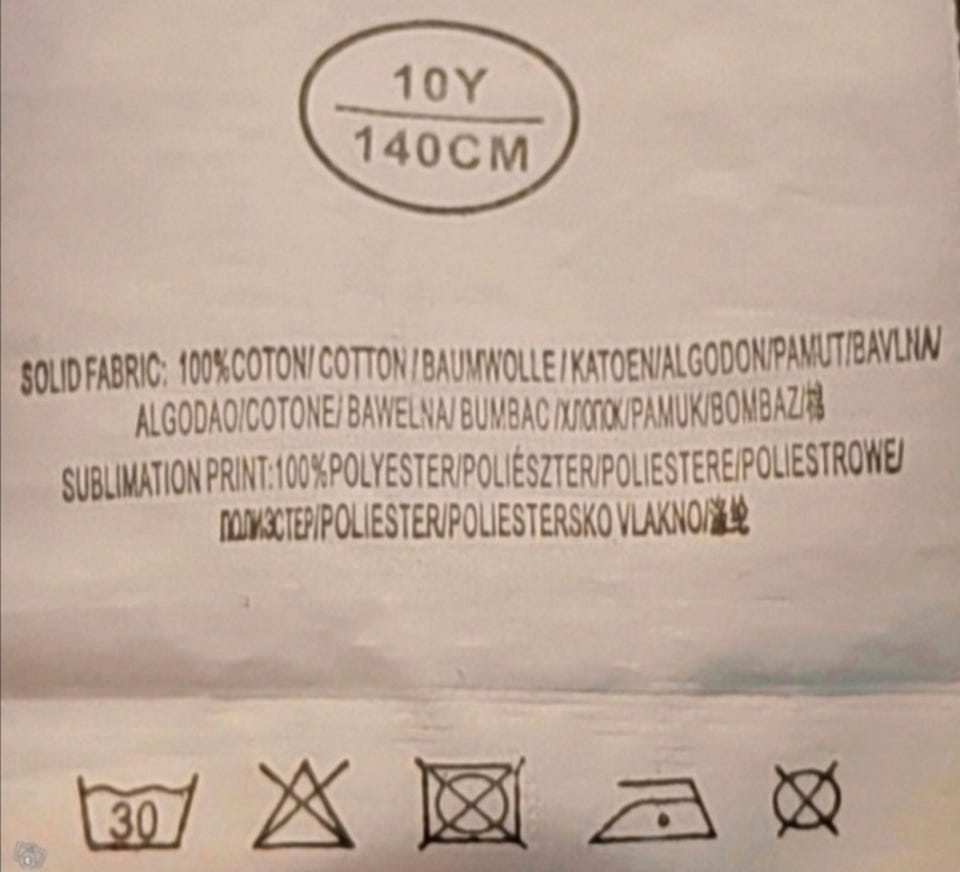 10Y
140CM
SOLID FABRIC: 100%COTON/ COTTON / BAUMWOLLE / KATOEN/ALGODON/PAMUT/BAVLNA/
ALGODAO/COTONE/ BAWELNA/ BUMBAC /ХЛОПОК/PAMUK/BOMBAZ/棉
SUBLIMATION PRINT:100%POLYESTER/POLIÉSZTER/POLIESTERE/POLIESTROWE/
ПОЛИЭСТЕР/POLIESTER/POLIESTERSKO VLAKNO/涤纶
30